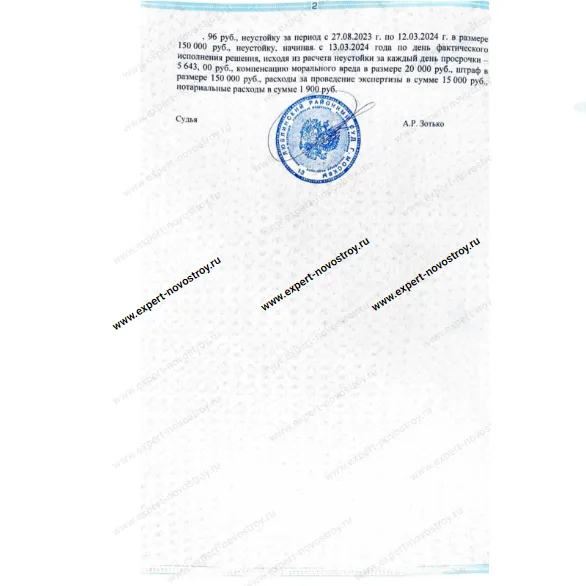 2
. 96 руб., неустойку за период с 27.08.2023 г. по 12.03.2024 г. в размере
150 000 руб., неустойку, начиная с 13.03.2024 года по день фактического
исполнения решения, исходя из расчета неустойки за каждый день просрочки –
5 643, 00 руб., компенсацию морального вреда в размере 20 000 руб., штраф в
размере 150 000 руб., расходы за проведение экспертизы в сумме 15 000 руб.,
нотариальные расходы в сумме 1 900 руб.
Судья
А.Р. Зотько
ЛЮБЛИНСКИЙ РАЙОННЫЙ СУД Г. МОСКВЫ
www.expert-novostroy.ru
www.expert-novostroy.ru
www.expert-novostroy.ru